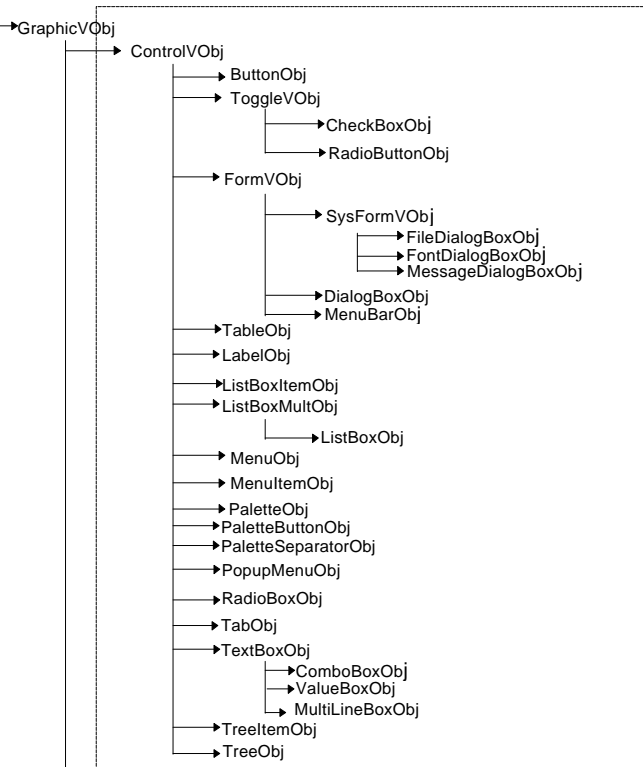 GraphicVObj
ControlVObj
ButtonObj
ToggleVObj
CheckBoxObj
RadioButtonObj
FormVObj
SysFormVObj
FileDialogBoxObj
FontDialogBoxObj
MessageDialogBoxObj
DialogBoxObj
MenuBarObj
TableObj
LabelObj
ListBoxItemObj
ListBoxMultObj
ListBoxObj
MenuObj
MenuItemObj
PaletteObj
PaletteButtonObj
PaletteSeparatorObj
PopupMenuObj
RadioBoxObj
TabObj
TextBoxObj
ComboBoxObj
ValueBoxObj
MultiLineBoxObj
TreeItemObj
TreeObj